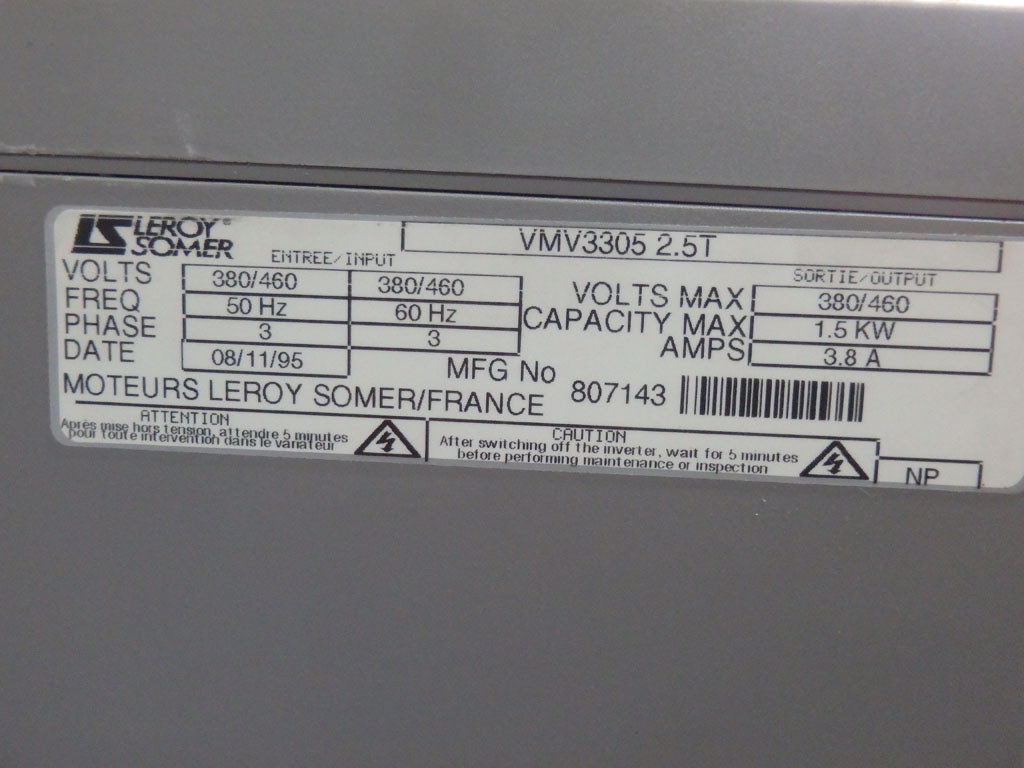 LS LEROY®
SOMER
VMV3305 2.5T
ENTREE/INPUT
SORTIE/OUTPUT
VOLTS 380/460 380/460
FREQ 50 Hz 60 Hz
PHASE 3 3
DATE 08/11/95
VOLTS MAX 380/460
CAPACITY MAX 1.5 KW
AMPS 3.8 A
MFG No 807143
MOTEURS LEROY SOMER/FRANCE
ATTENTION
Après mise hors tension, attendre 5 minutes
pour toute intervention dans le variateur
CAUTION
After switching off the inverter, wait for 5 minutes
before performing maintenance or inspection
NP